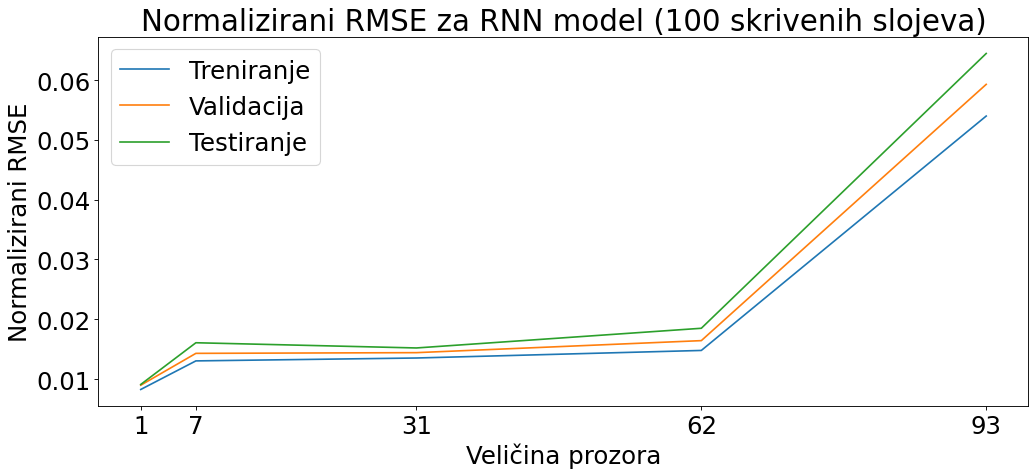 Normalizirani RMSE za RNN model (100 skrivenih slojeva)
Treniranje
Validacija
Testiranje
Normalizirani RMSE
0.06
0.05
0.04
0.03
0.02
0.01
1 7 31 62 93
Veličina prozora